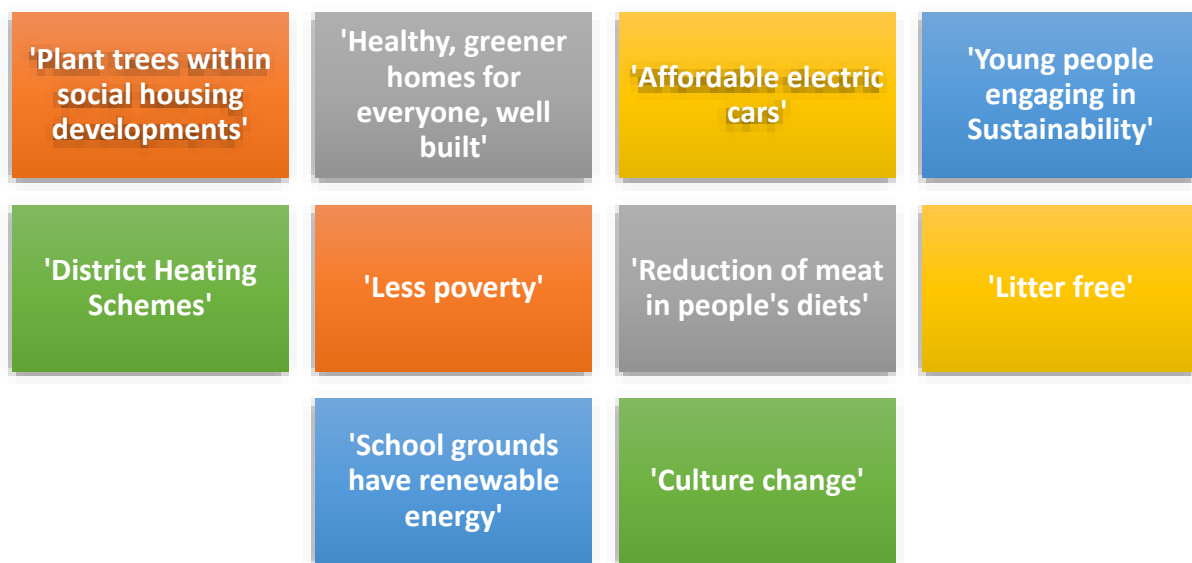 'Plant trees within
social housing
developments'
'Healthy, greener
homes for
everyone, well
built'
'Affordable electric
cars'
'Young people
engaging in
Sustainability'
'District Heating
Schemes'
'Less poverty'
'Reduction of meat
in people's diets'
'Litter free'
'School grounds
have renewable
energy'
'Culture change'